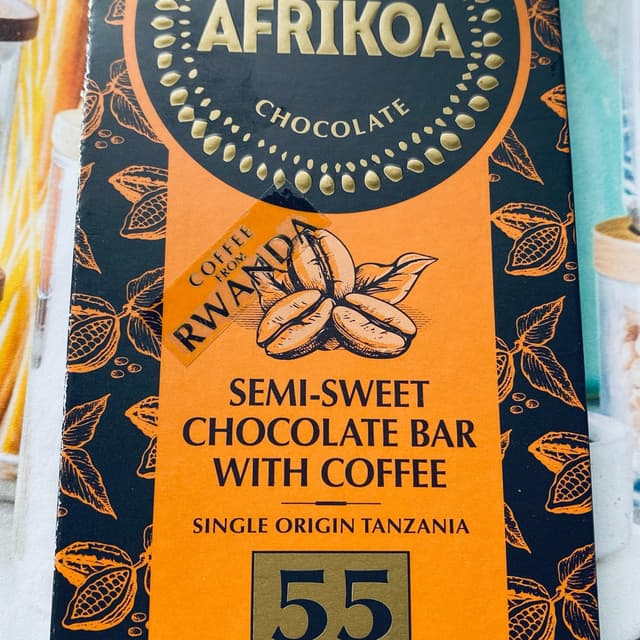 AFRIKOA
CHOCOLATE
COFFEE
FROM
RWANDA
SEMI-SWEET
CHOCOLATE BAR
WITH COFFEE
SINGLE ORIGIN TANZANIA
55